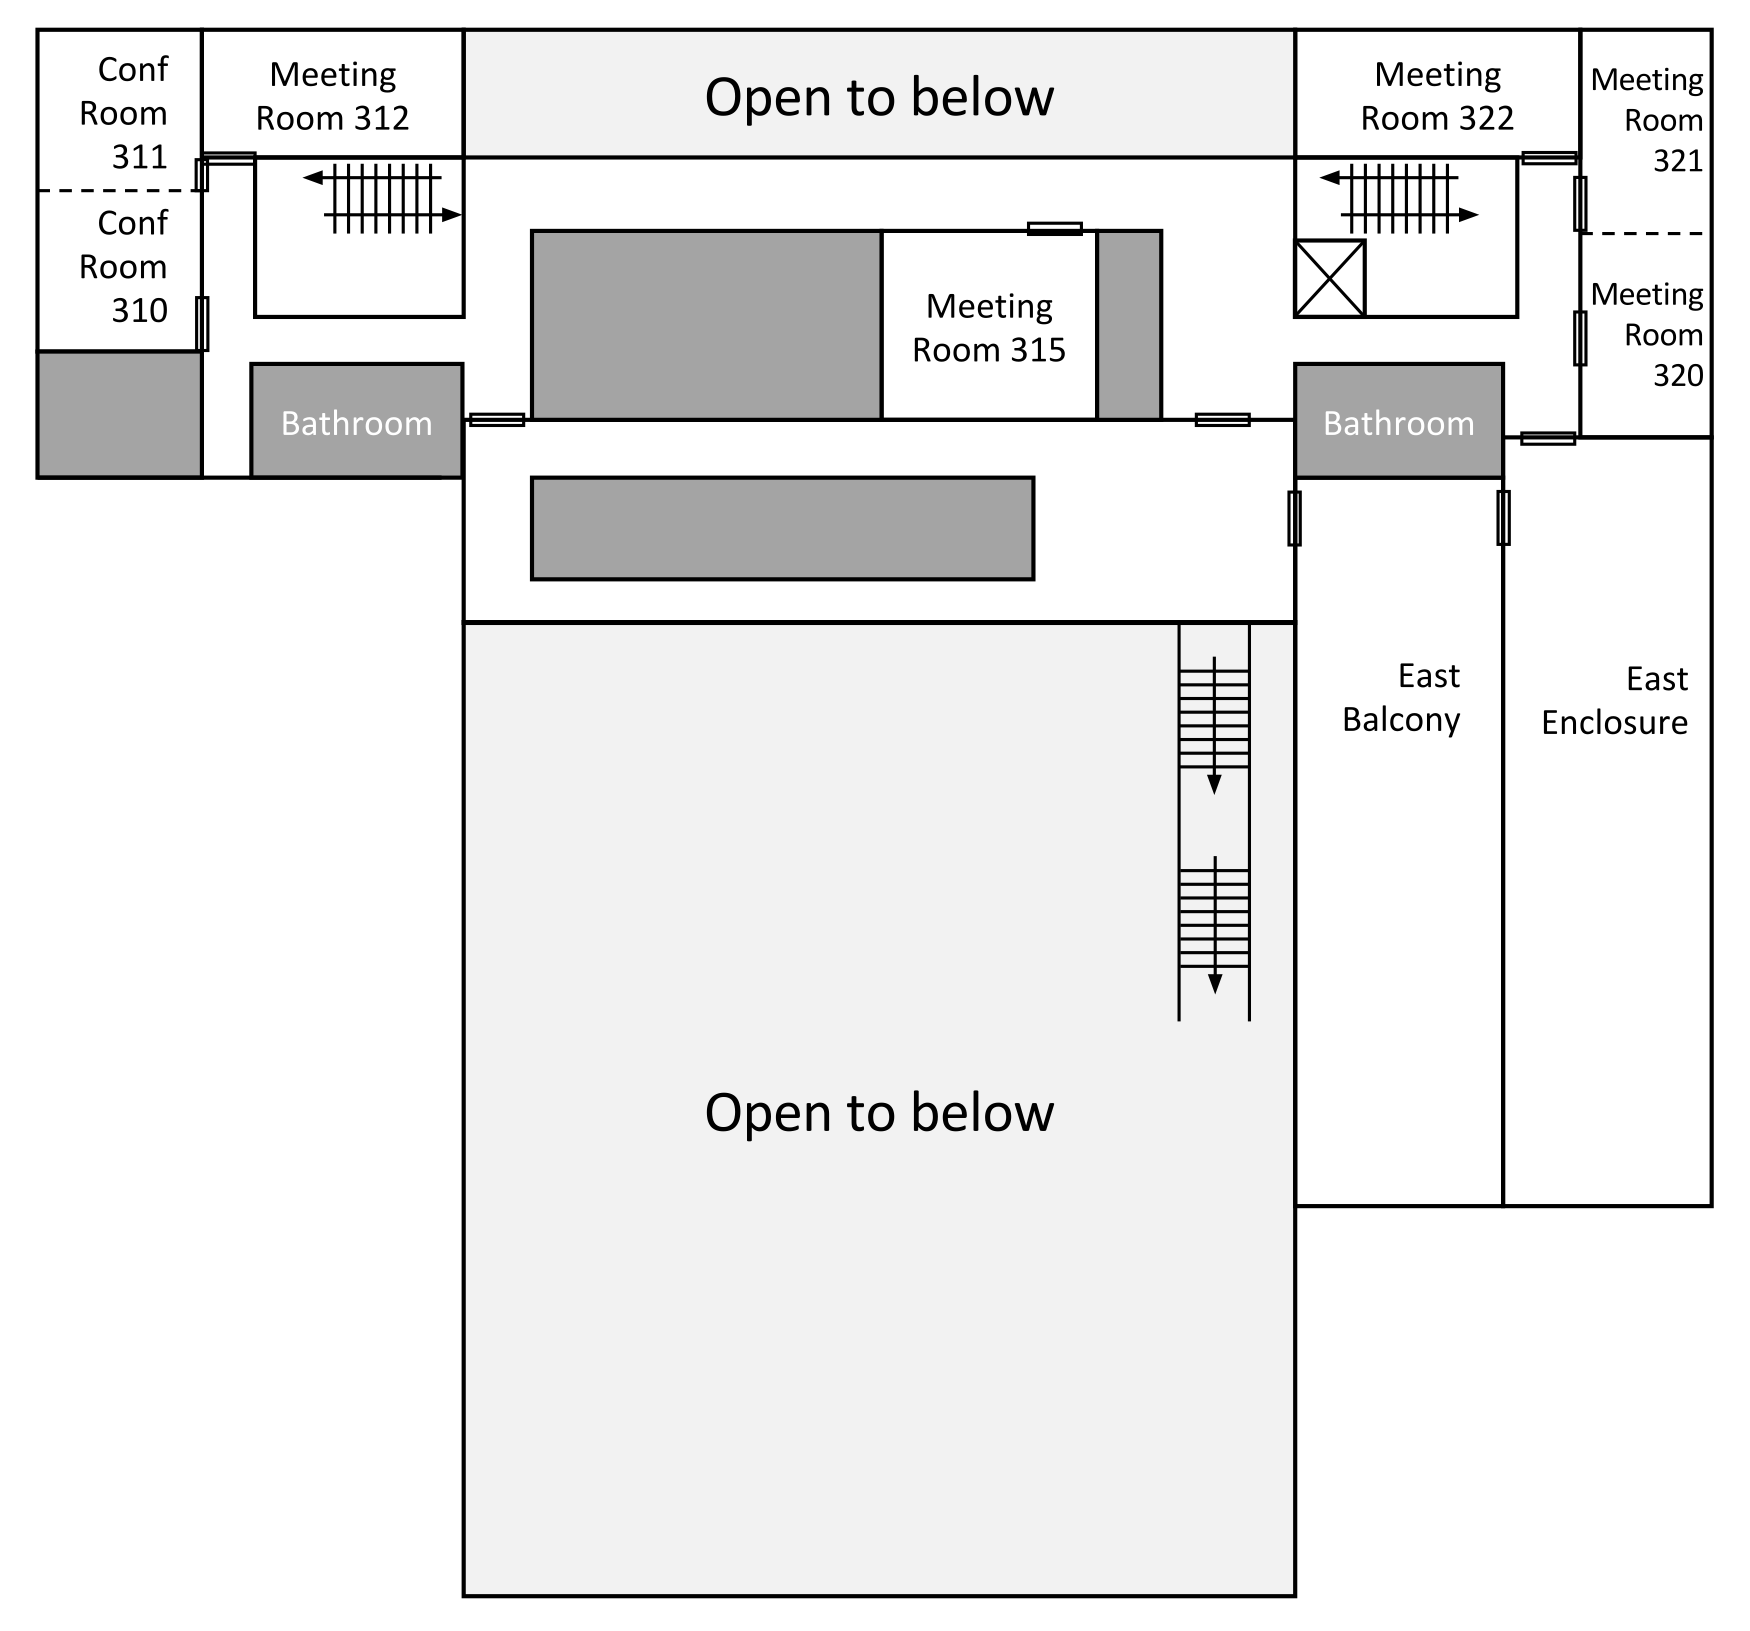 Conf
Room
311
Meeting
Room 312
Open to below
Meeting
Room 322
Meeting
Room
321
Conf
Room
310
Meeting
Room 315
Meeting
Room
320
Bathroom
Bathroom
East
Balcony
East
Enclosure
Open to below